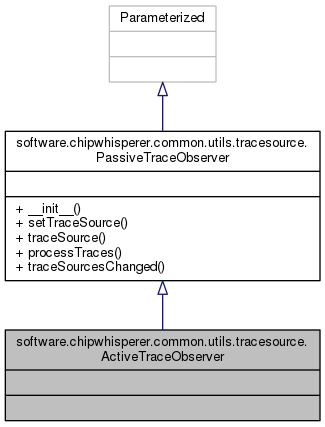 Parameterized
software.chipwhisperer.common.utils.tracesource.
PassiveTraceObserver
+ __init__()
+ setTraceSource()
+ traceSource()
+ processTraces()
+ traceSourcesChanged()
software.chipwhisperer.common.utils.tracesource.
ActiveTraceObserver